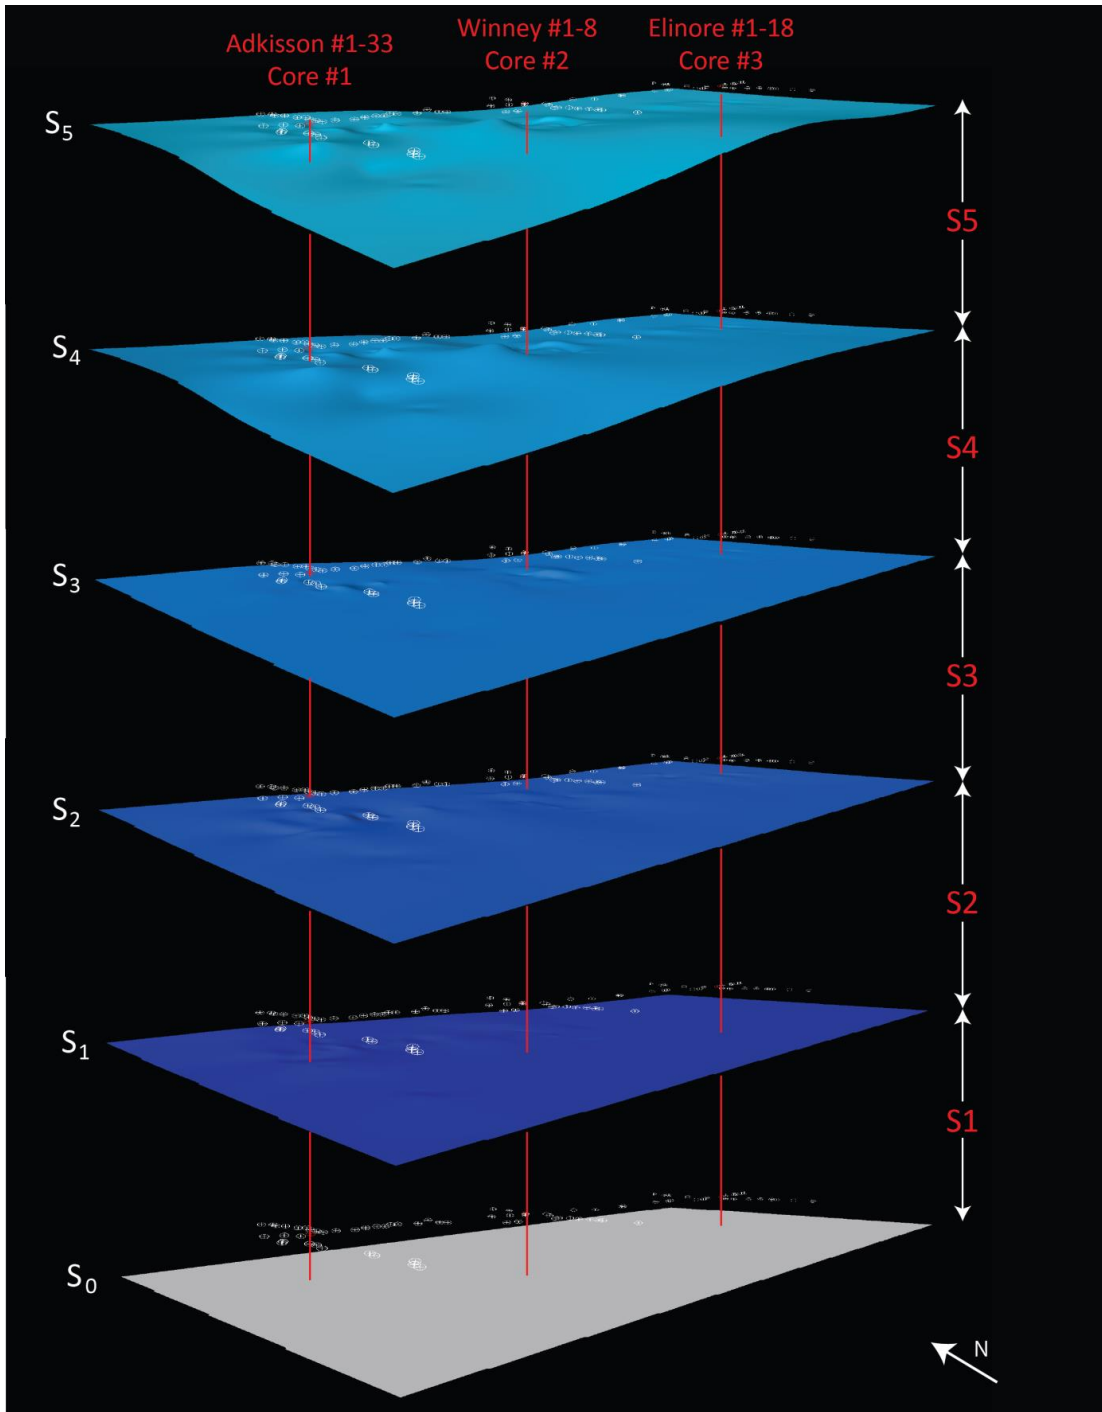 Adkisson #1-33
Core #1
Winney #1-8
Core #2
Elinore #1-18
Core #3
S₅
S5
S₄
S4
S₃
S3
S₂
S2
S₁
S1
S₀
N